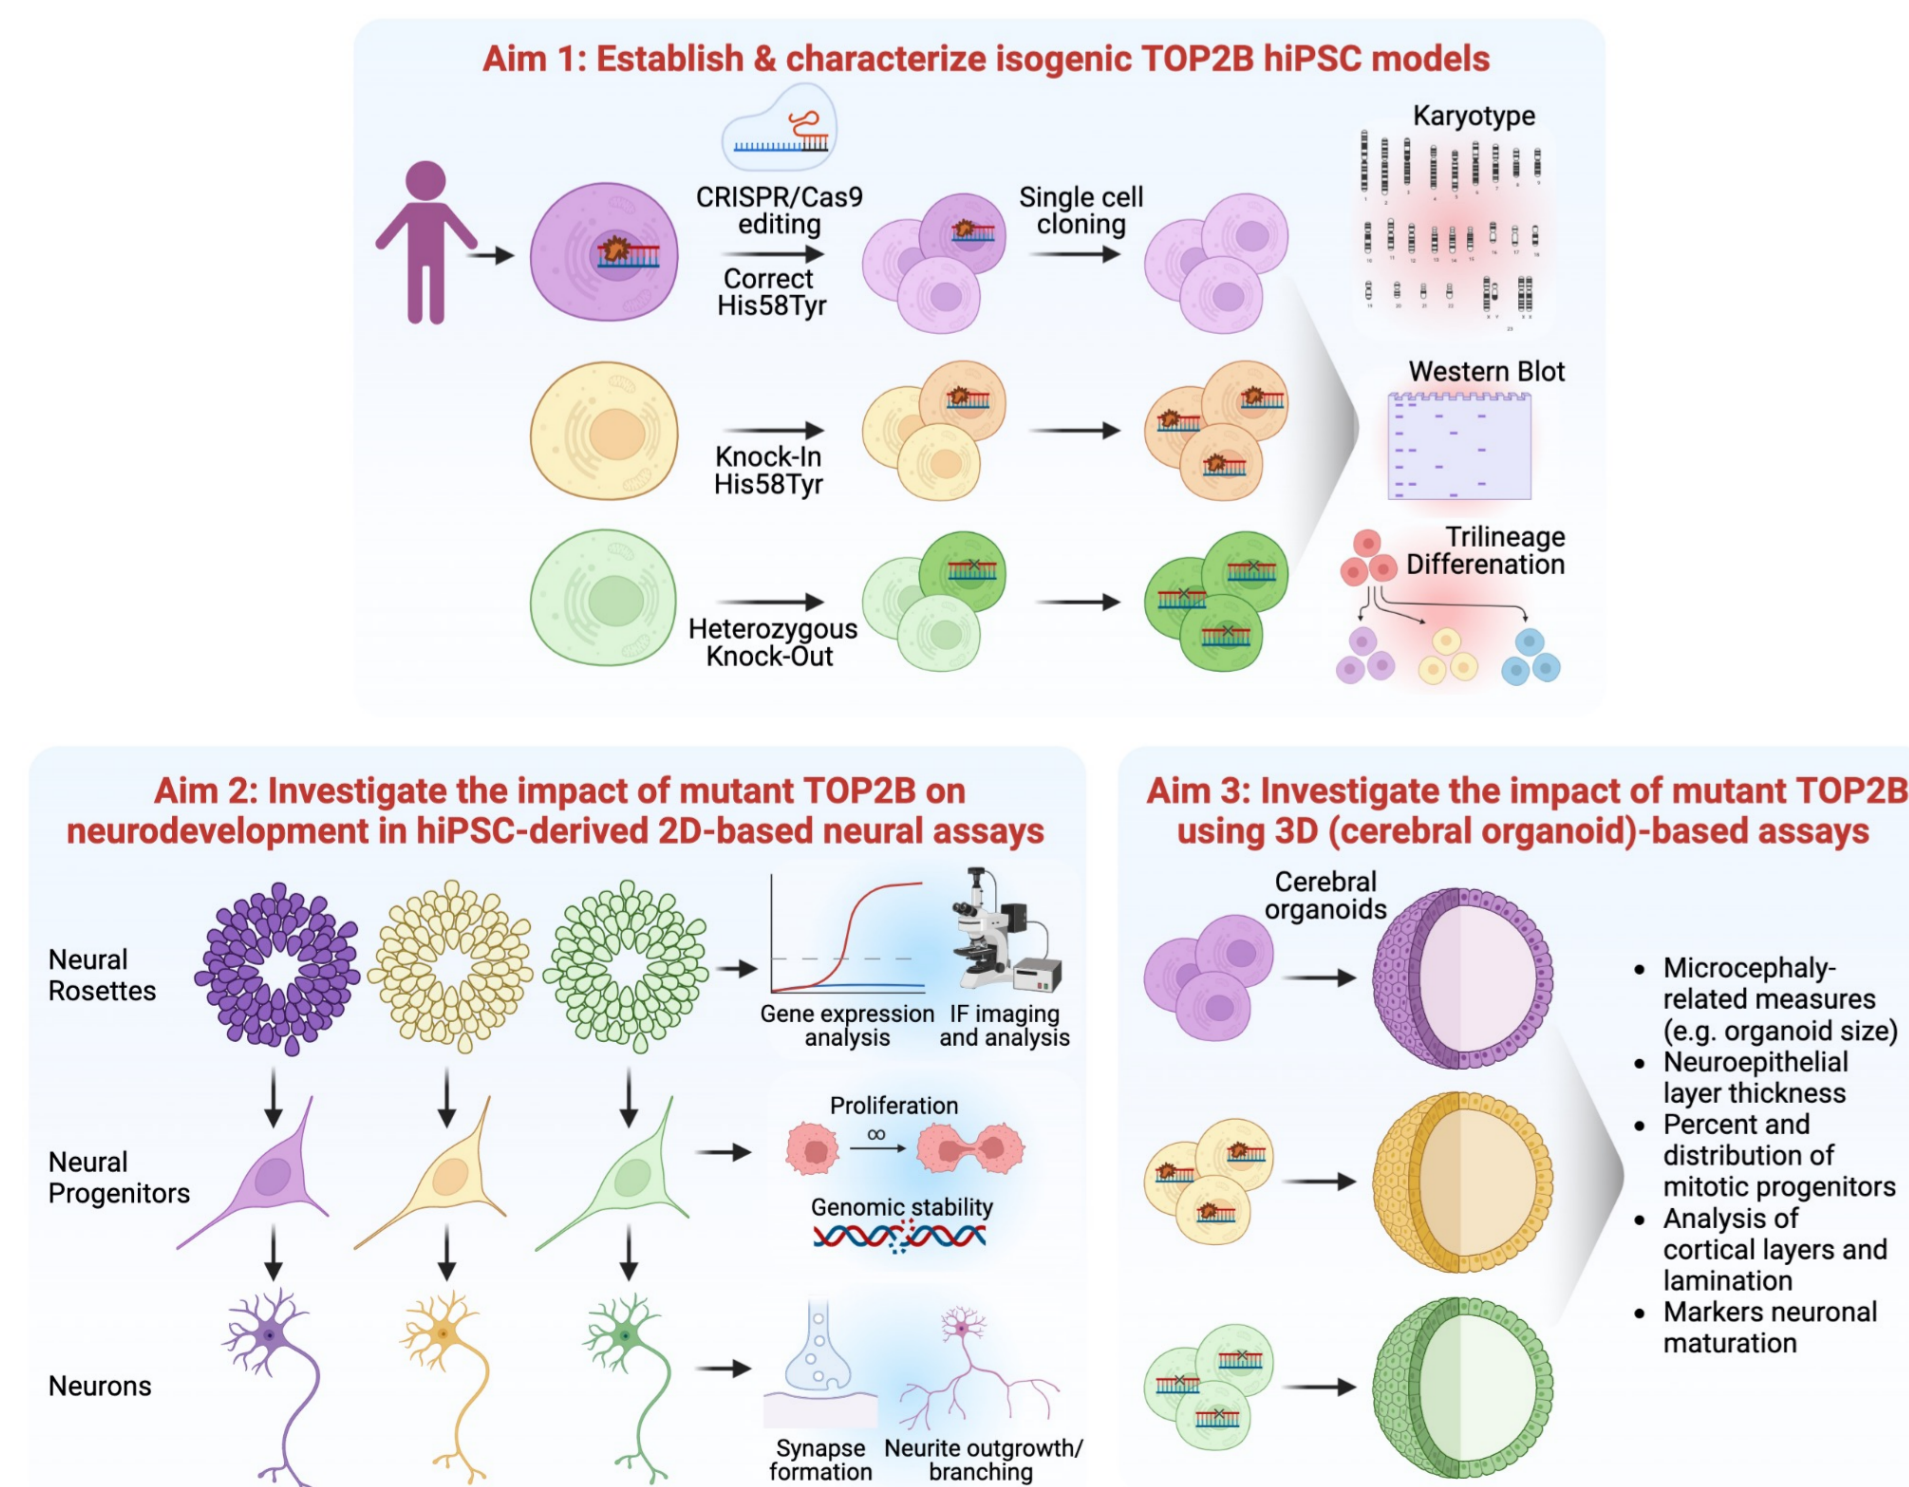 Aim 1: Establish & characterize isogenic TOP2B hiPSC models
CRISPR/Cas9
editing
Correct
His58Tyr
Single cell
cloning
Karyotype
Knock-In
His58Tyr
Western Blot
Heterozygous
Knock-Out
Trilineage
Differenation
Aim 2: Investigate the impact of mutant TOP2B on
neurodevelopment in hiPSC-derived 2D-based neural assays
Neural
Rosettes
Gene expression
analysis
IF imaging
and analysis
Neural
Progenitors
Proliferation
∞
Genomic stability
Neurons
Synapse
formation
Neurite outgrowth/
branching
Aim 3: Investigate the impact of mutant TOP2B
using 3D (cerebral organoid)-based assays
Cerebral
organoids
• Microcephaly-
related measures
(e.g. organoid size)
• Neuroepithelial
layer thickness
• Percent and
distribution of
mitotic progenitors
• Analysis of
cortical layers and
lamination
• Markers neuronal
maturation